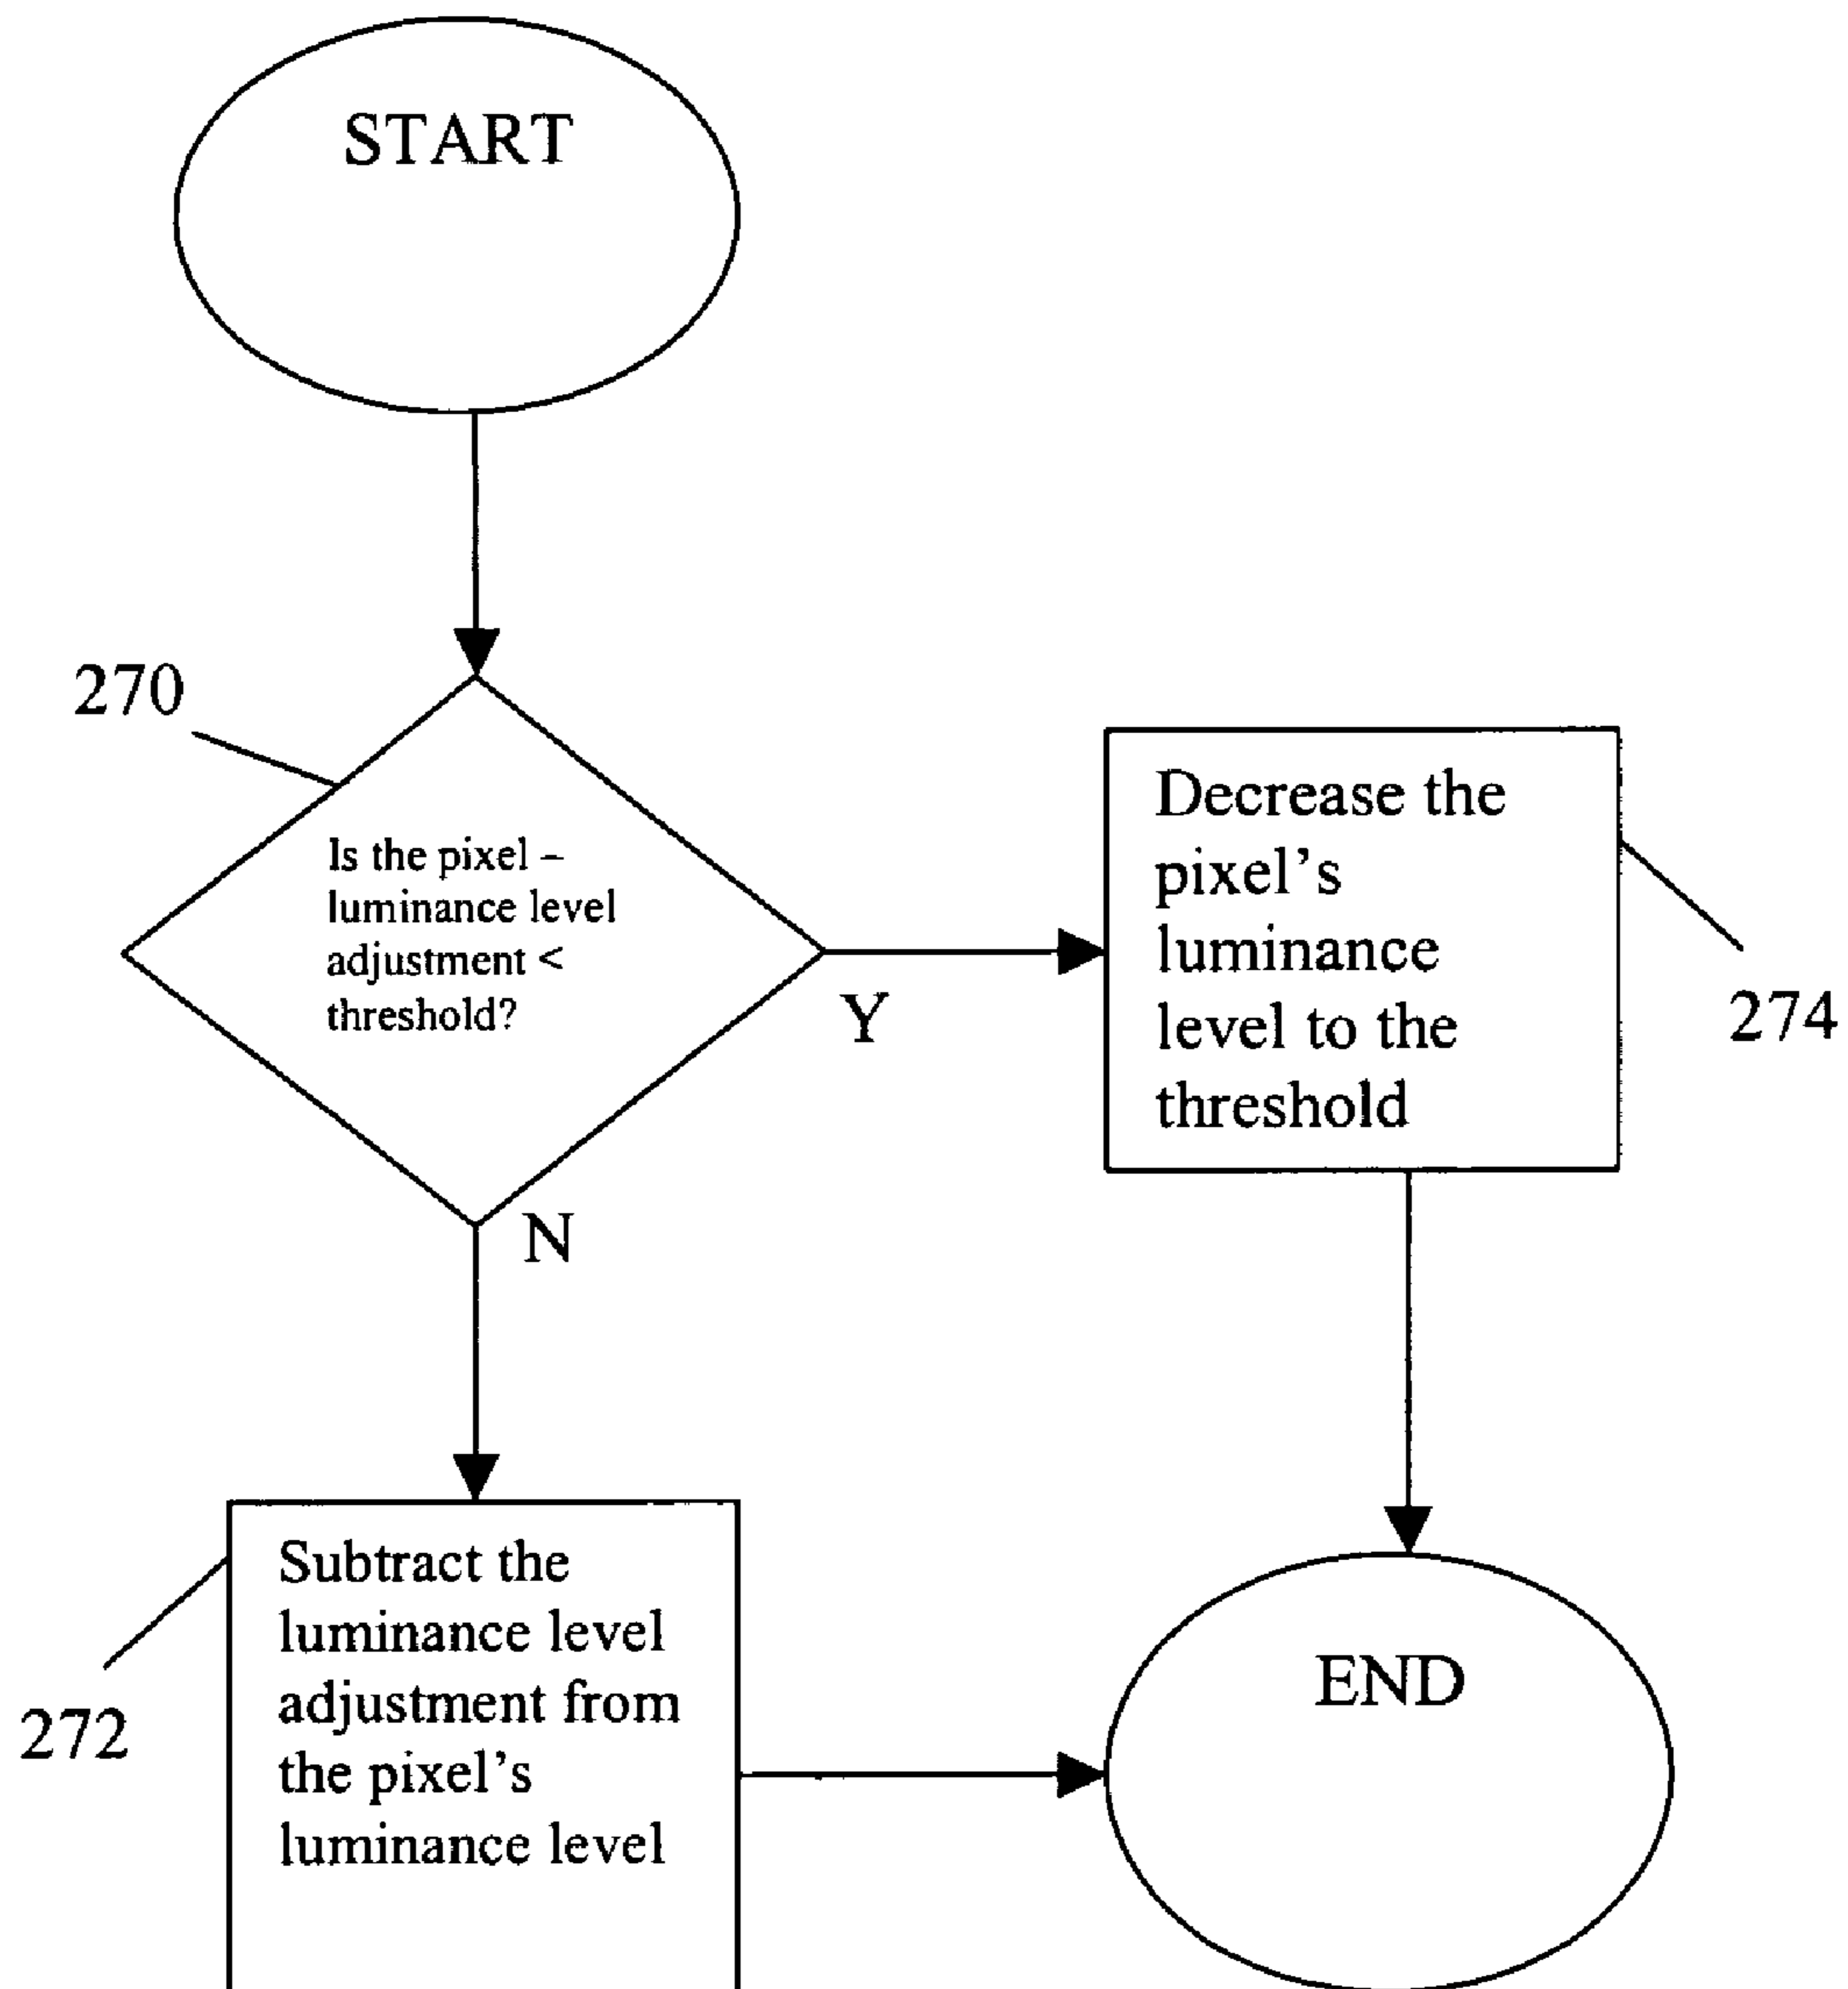 START
270
Is the pixel –
luminance level
adjustment <
threshold?
Y
N
Decrease the
pixel's
luminance
level to the
threshold
274
Subtract the
luminance level
adjustment from
the pixel's
luminance level
272
END